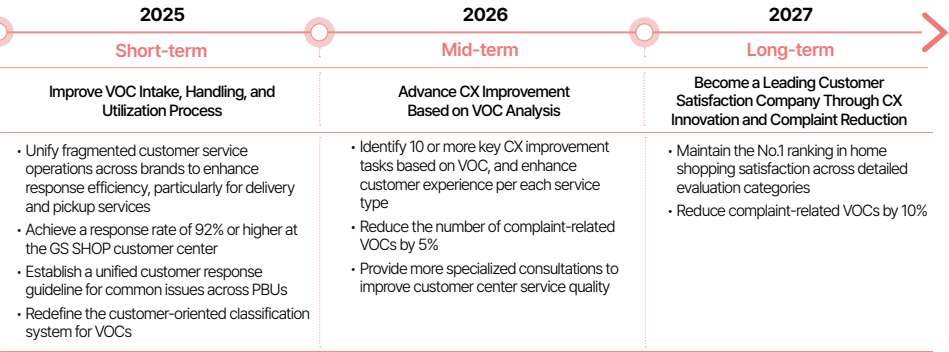 2025
Short-term
Improve VOC Intake, Handling, and
Utilization Process
• Unify fragmented customer service
operations across brands to enhance
response efficiency, particularly for delivery
and pickup services
• Achieve a response rate of 92% or higher at
the GS SHOP customer center
• Establish a unified customer response
guideline for common issues across PBUs
• Redefine the customer-oriented classification
system for VOCs
2026
Mid-term
Advance CX Improvement
Based on VOC Analysis
• Identify 10 or more key CX improvement
tasks based on VOC, and enhance
customer experience per each service
type
• Reduce the number of complaint-related
VOCs by 5%
• Provide more specialized consultations to
improve customer center service quality
2027
Long-term
Become a Leading Customer
Satisfaction Company Through CX
Innovation and Complaint Reduction
• Maintain the No.1 ranking in home
shopping satisfaction across detailed
evaluation categories
• Reduce complaint-related VOCs by 10%